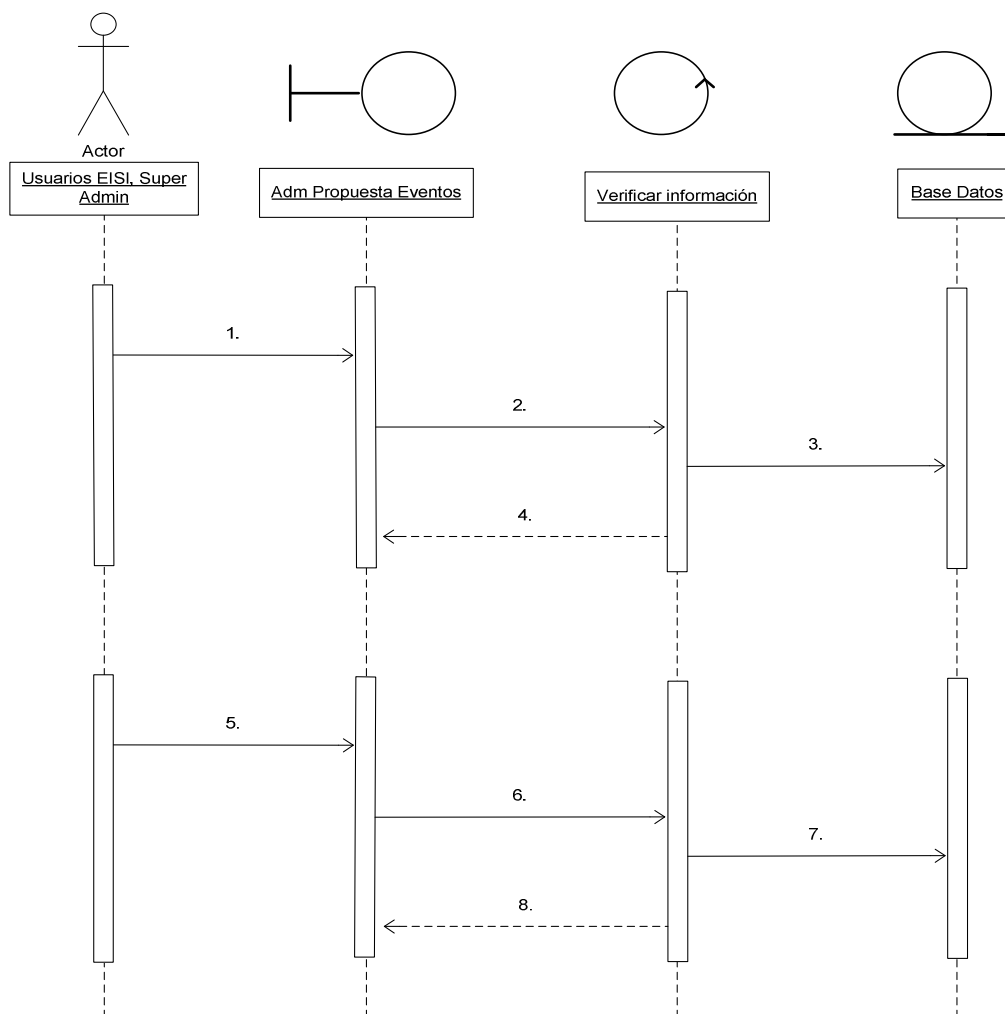 Actor
Usuarios EISI, Super
Admin
Adm Propuesta Eventos
Verificar información
Base Datos
1.
2.
3.
4.
5.
6.
7.
8.